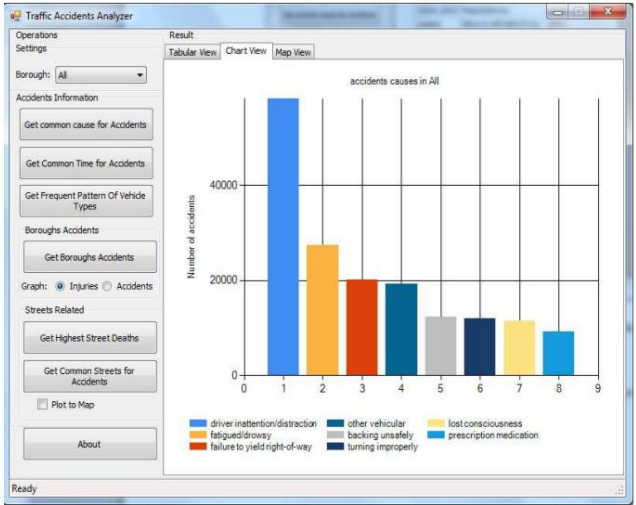 Traffic Accidents Analyzer
Operations
Settings
Borough: All
Accidents Information
Get common cause for Accidents
Get Common Time for Accidents
Get Frequent Pattern Of Vehicle
Types
Boroughs Accidents
Get Boroughs Accidents
Graph: Injuries Accidents
Streets Related
Get Highest Street Deaths
Get Common Streets for
Accidents
Plot to Map
About
Result
Tabular View Chart View Map View
accidents causes in All
Number of accidents
40000
20000
0
0 1 2 3 4 5 6 7 8 9
driver inattention/distraction other vehicular lost consciousness
fatigued/drowsy backing unsafely prescription medication
failure to yield right-of-way turning improperly
Ready